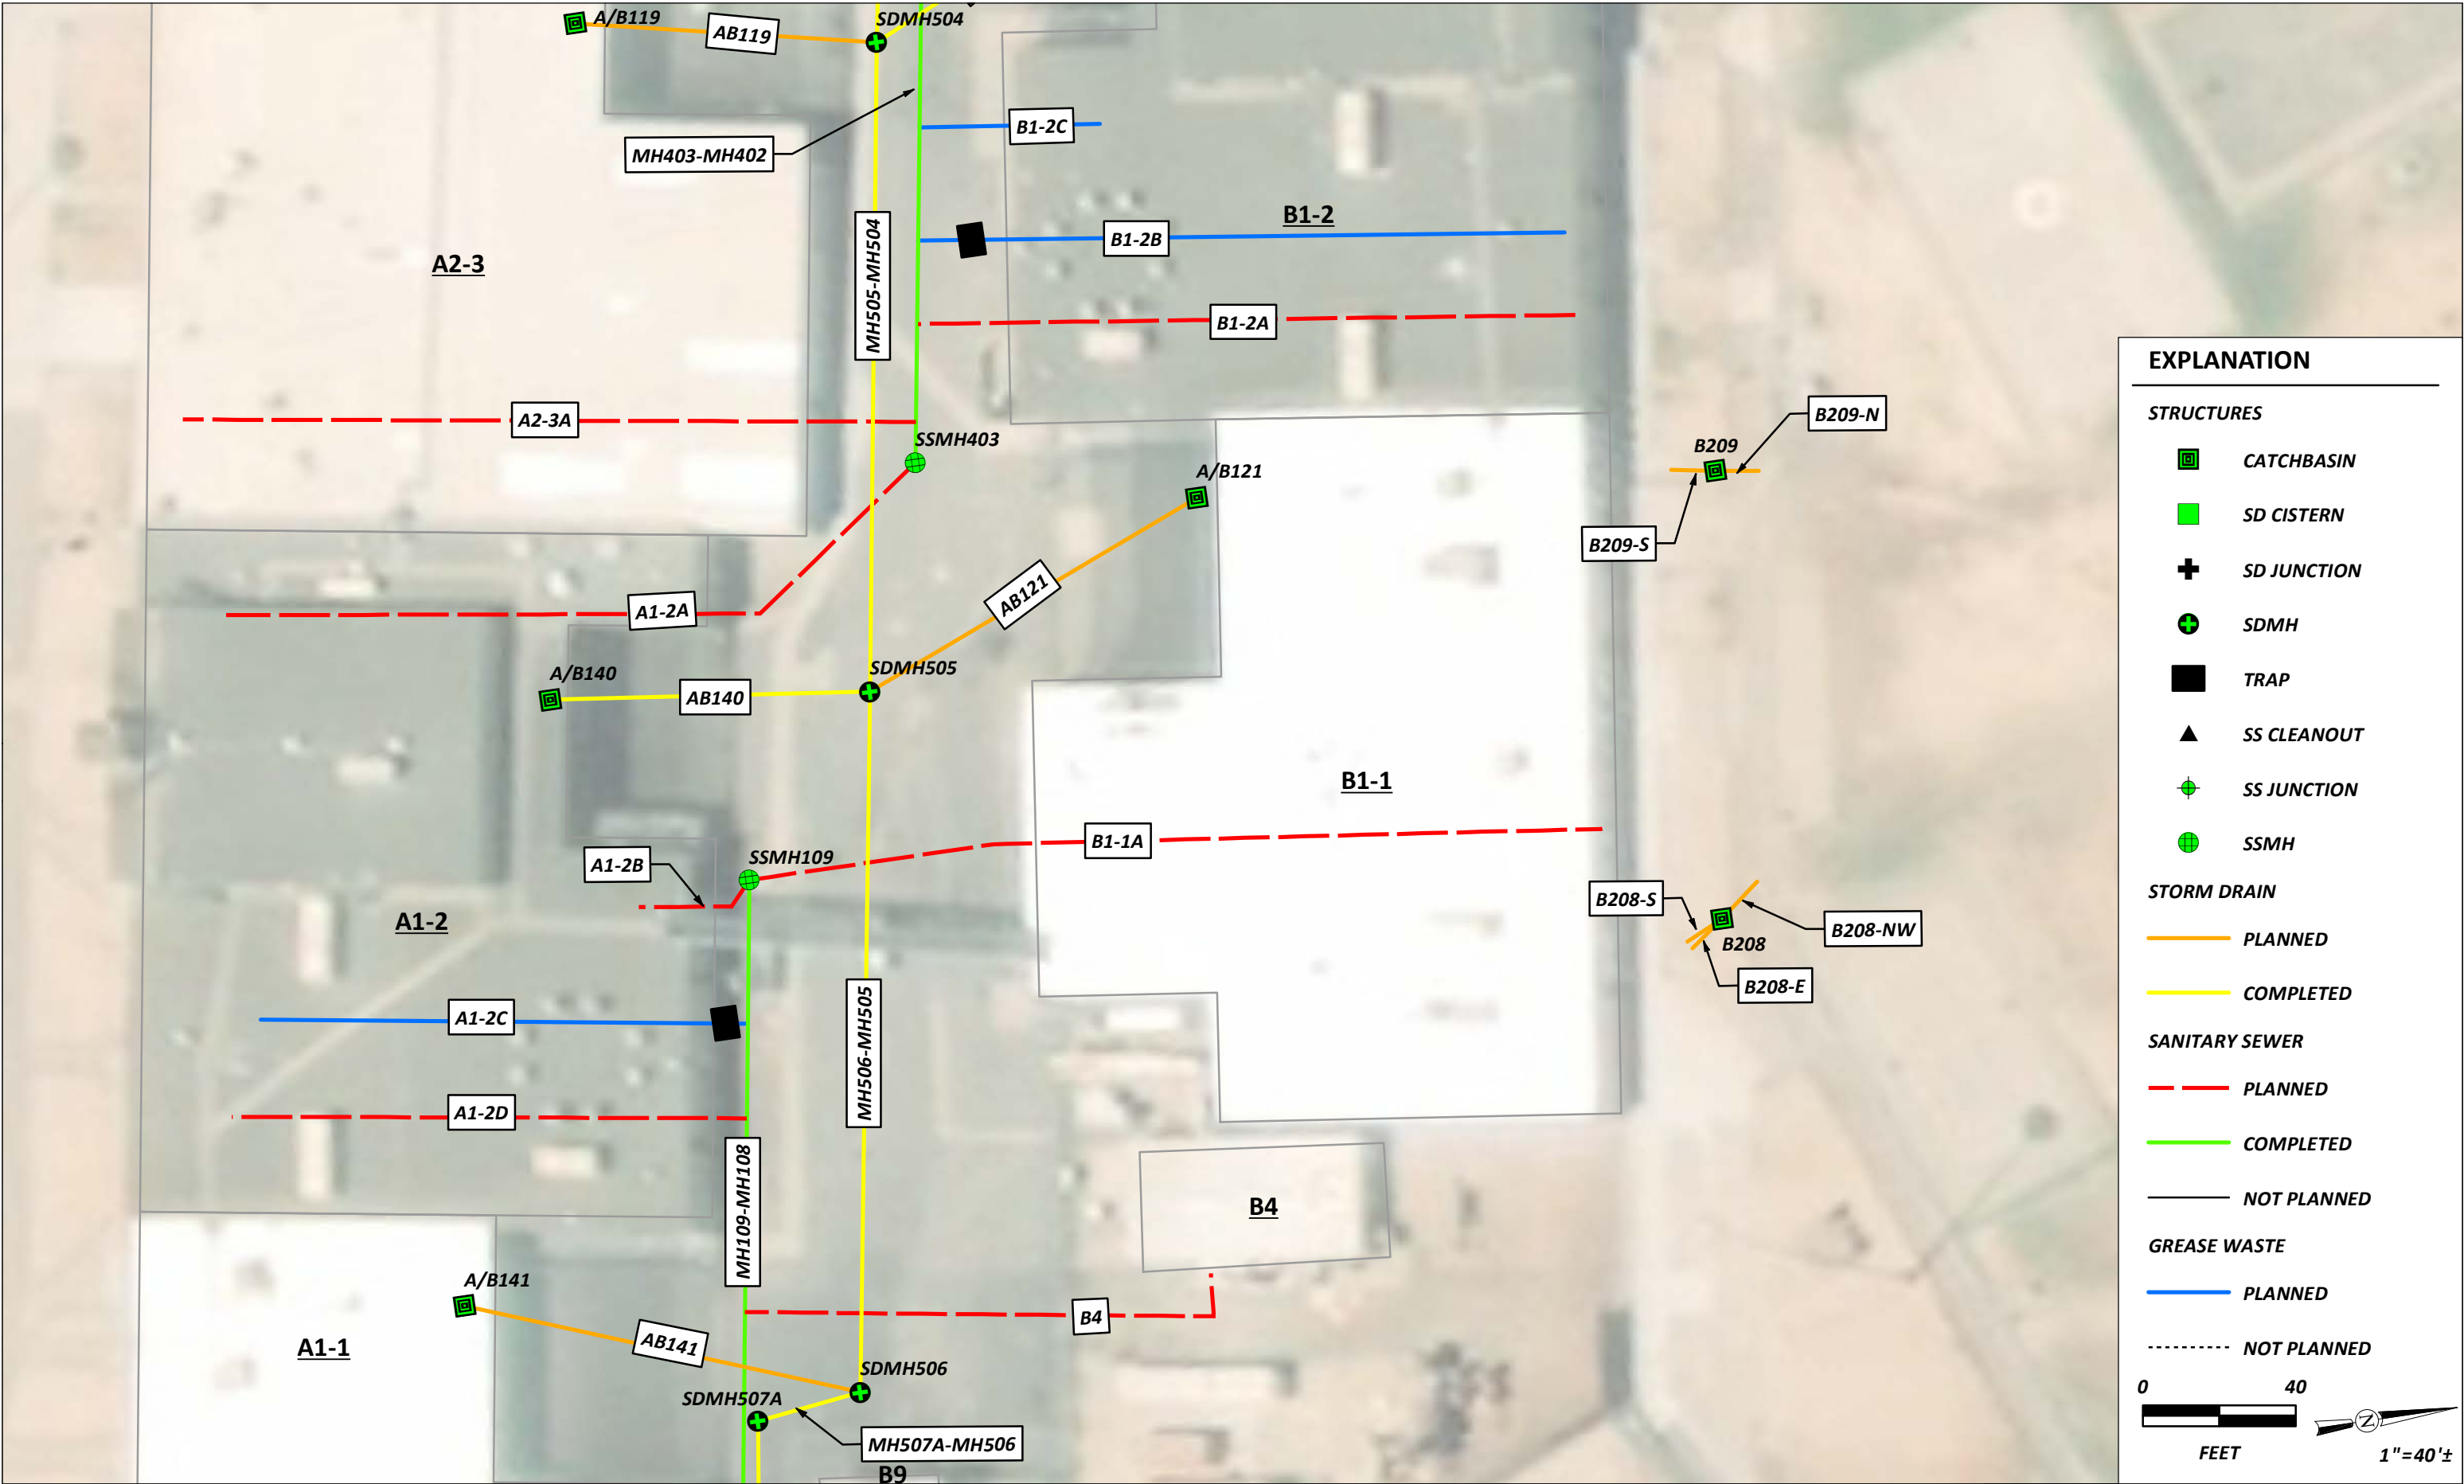 A/B119
AB119
SDMH504
MH403-MH402
B1-2C
B1-2
B1-2B
MH505-MH504
A2-3
B1-2A
A2-3A
SSMH403
A/B121
B209-N
B209
B209-S
A1-2A
AB121
A/B140
AB140
SDMH505
B1-1
B1-1A
A1-2B
SSMH109
A1-2
B208-S
B208-NW
B208
B208-E
A1-2C
MH506-MH505
A1-2D
MH109-MH108
B4
A/B141
B4
A1-1
AB141
SDMH506
SDMH507A
MH507A-MH506
B9
EXPLANATION
STRUCTURES
CATCHBASIN
SD CISTERN
SD JUNCTION
SDMH
TRAP
SS CLEANOUT
SS JUNCTION
SSMH
STORM DRAIN
PLANNED
COMPLETED
SANITARY SEWER
PLANNED
COMPLETED
NOT PLANNED
GREASE WASTE
PLANNED
NOT PLANNED
0 40
N
FEET
1"=40'±